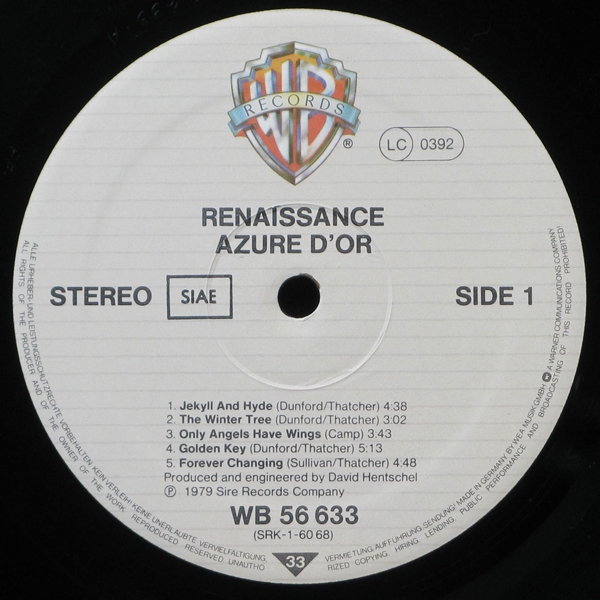 WB
RECORDS
®
LC 0392
RENAISSANCE
AZURE D'OR
STEREO SIAE SIDE 1
1. Jekyll And Hyde (Dunford/Thatcher) 4:38
2. The Winter Tree (Dunford/Thatcher) 3:02
3. Only Angels Have Wings (Camp) 3:43
4. Golden Key (Dunford/Thatcher) 5:13
5. Forever Changing (Sullivan/Thatcher) 4:48
Produced and engineered by David Hentschel
℗ 1979 Sire Records Company
WB 56 633
(SRK-1-60 68)
33
ALLE URHEBER- UND LEISTUNGSSCHUTZRECHTE VORBEHALTEN. KEIN VERLEIH! KEINE UNERLAUBTE VERVIELFÄLTIGUNG,
VERMIETUNG, AUFFÜHRUNG, SENDUNG! MADE IN GERMANY BY WEA MUSIK GMBH A WARNER COMMUNICATIONS COMPANY
ALL RIGHTS OF THE PRODUCER AND OF THE OWNER OF THE WORK REPRODUCED RESERVED. UNAUTHO
RIZED COPYING, HIRING, LENDING, PUBLIC PERFORMANCE AND BROADCASTING OF THIS RECORD PROHIBITED!